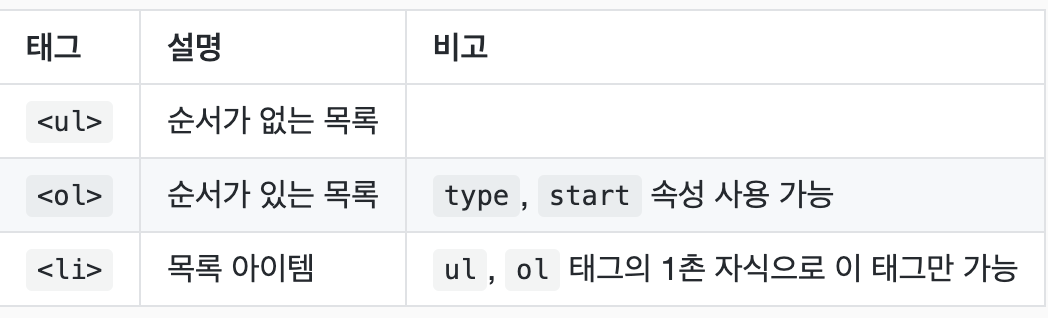 태그 설명 비고
<ul> 순서가 없는 목록
<ol> 순서가 있는 목록 type, start 속성 사용 가능
<li> 목록 아이템 ul, ol 태그의 1촌 자식으로 이 태그만 가능